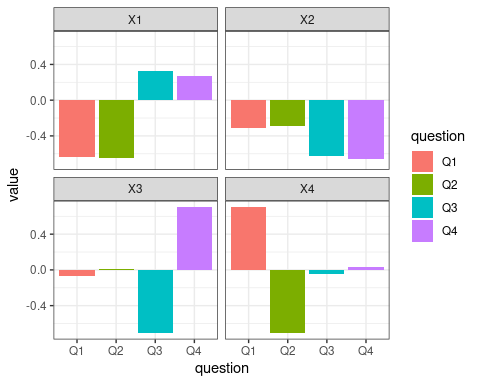 X1 X2
0.4
0.0
-0.4
X3 X4
0.4
0.0
-0.4
Q1 Q2 Q3 Q4 Q1 Q2 Q3 Q4
question
value
question
Q1
Q2
Q3
Q4